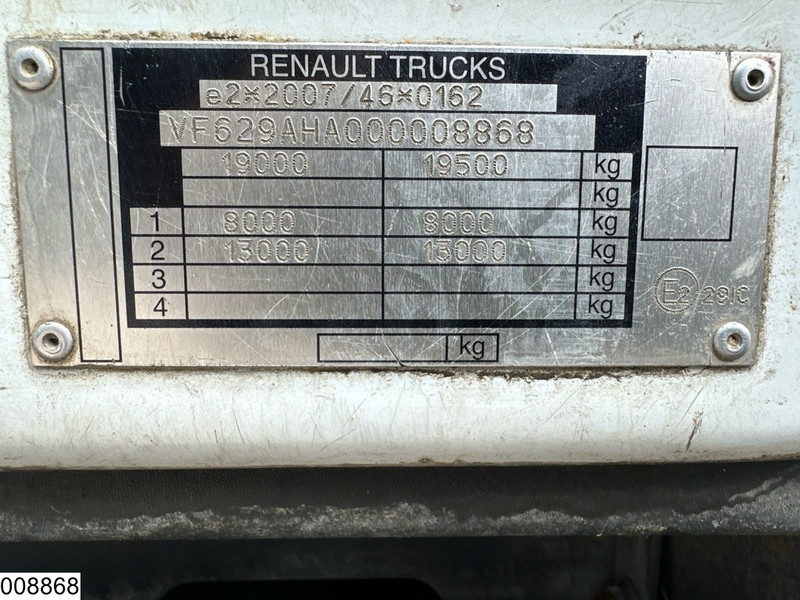 RENAULT TRUCKS
e2*2007/46*0162
VF629AHA000008868
19000 19500 kg
kg
1 8000 8000 kg
2 13000 13000 kg
3 kg
4 kg
E2 291C
kg
008868